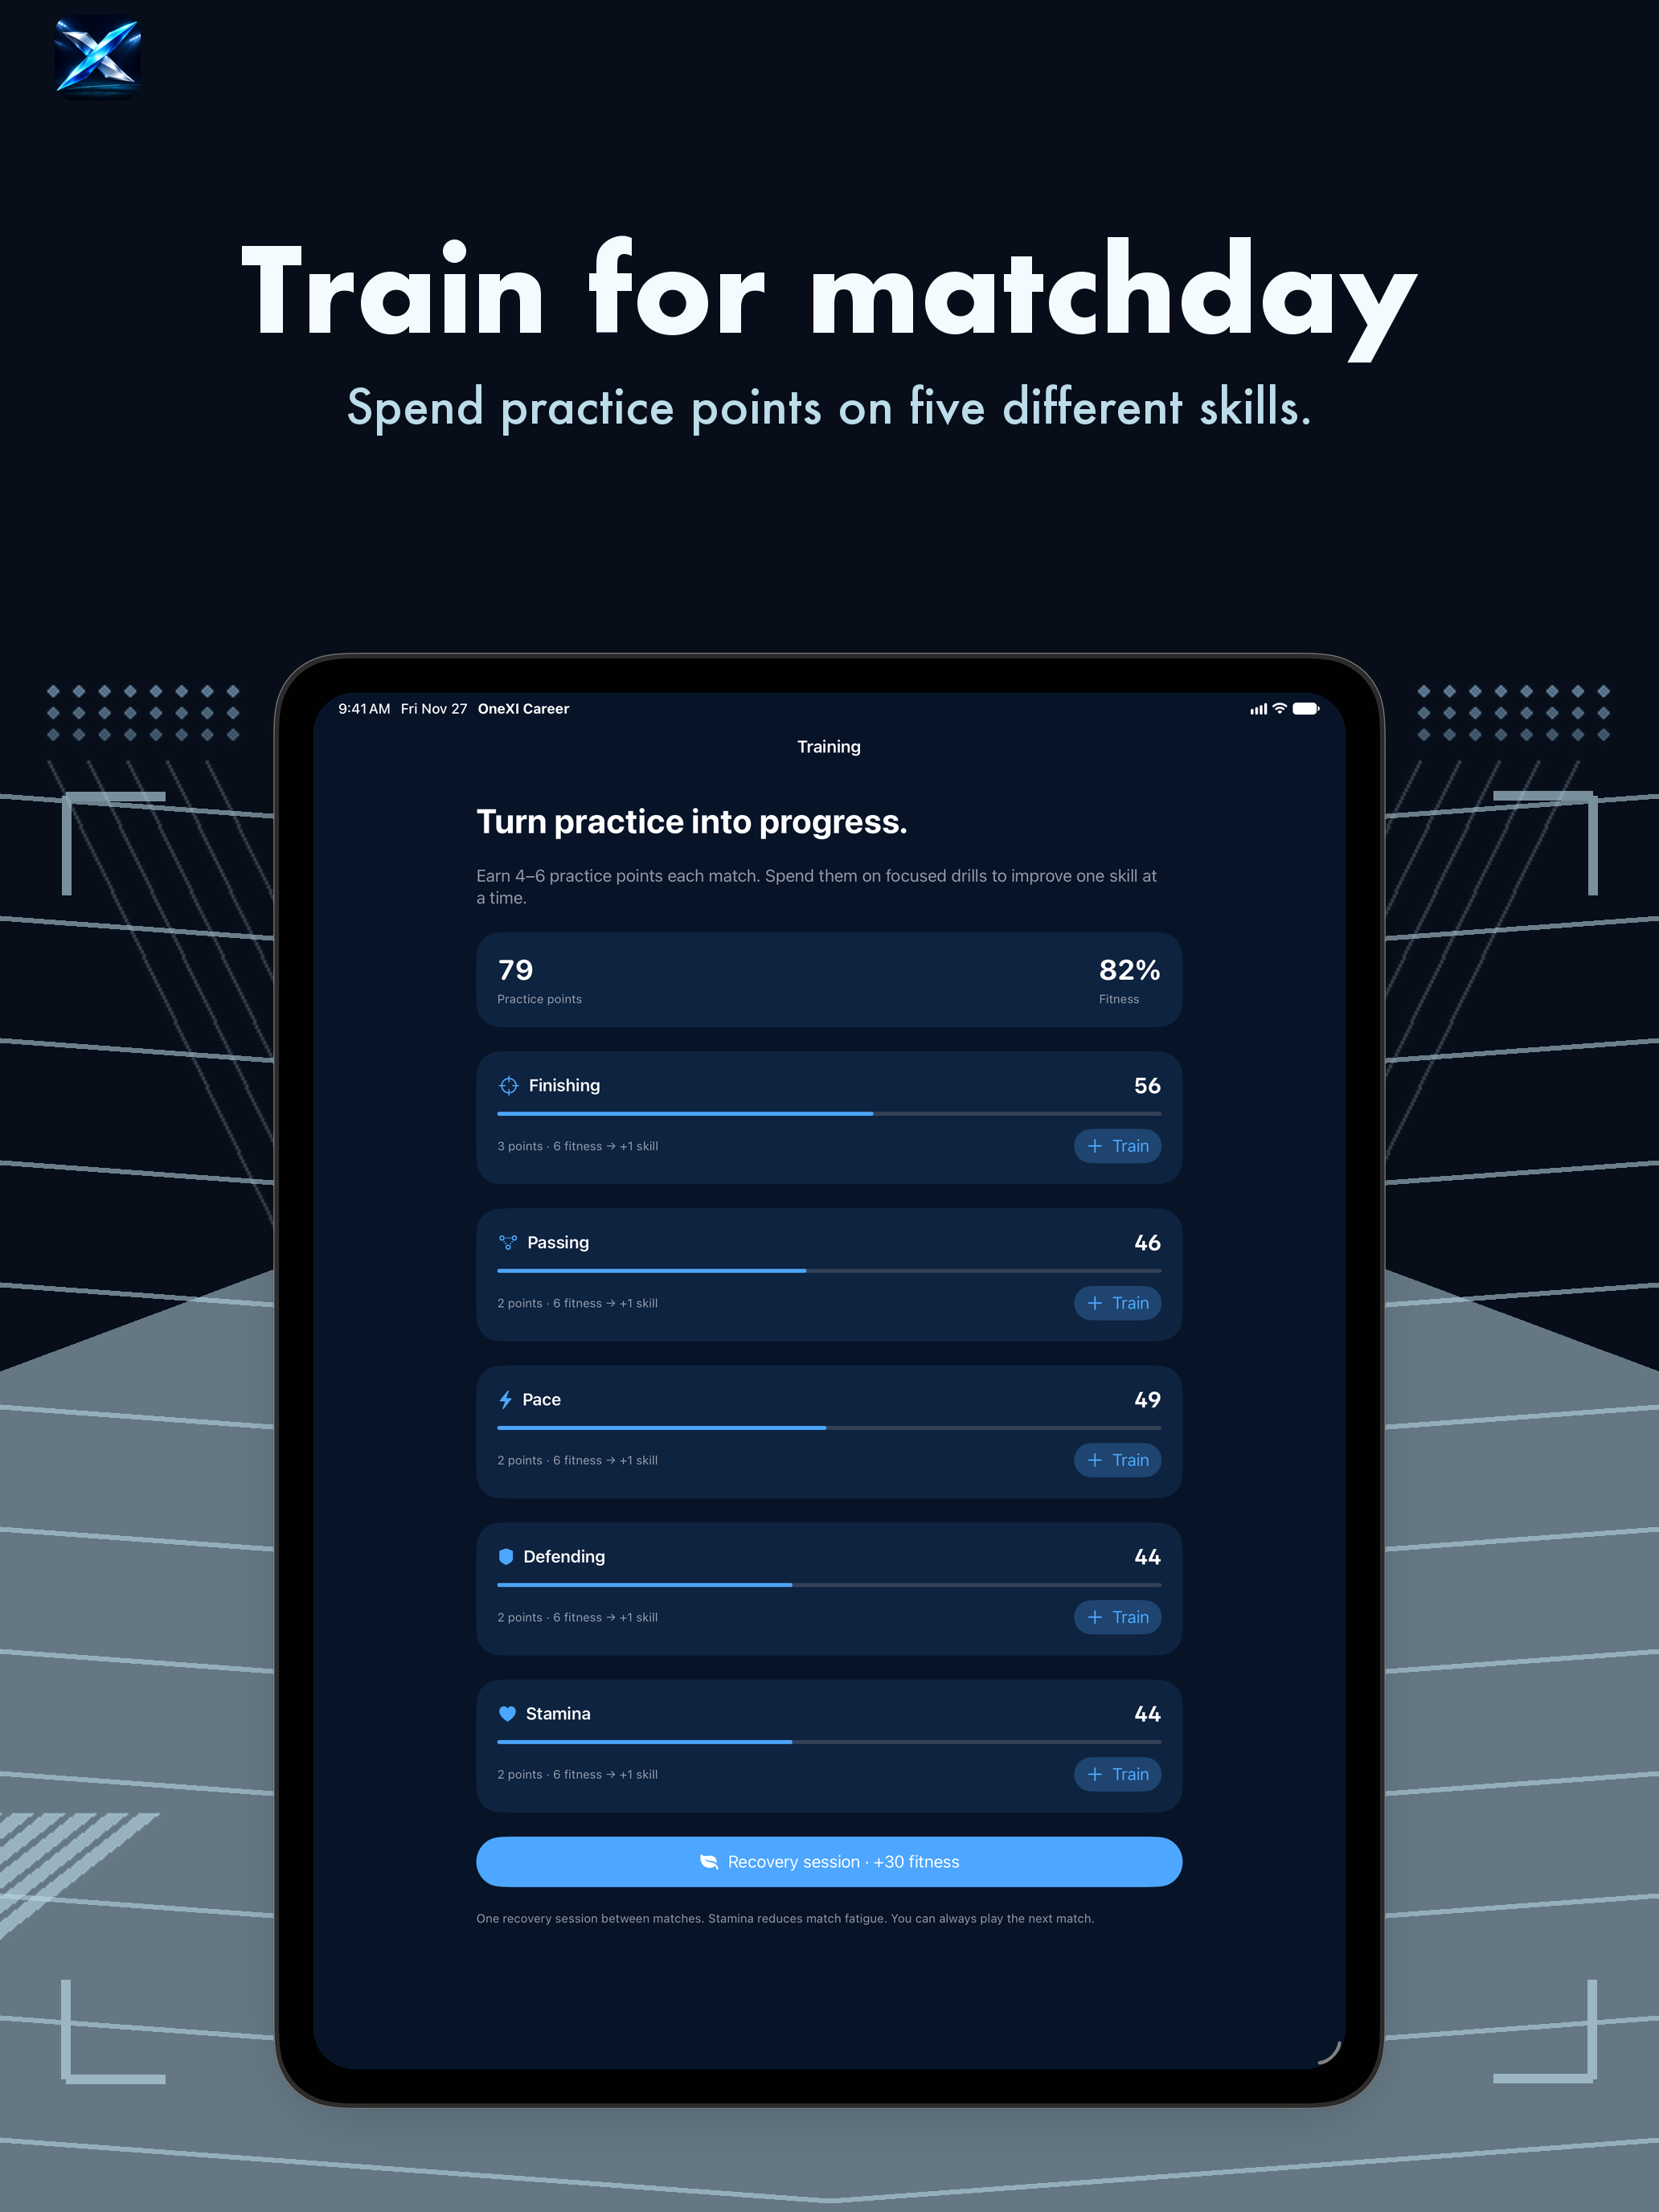 Train for matchday
Spend practice points on five different skills.
9:41 AM Fri Nov 27 OneXI Career
Training
Turn practice into progress.
Earn 4–6 practice points each match. Spend them on focused drills to improve one skill at
a time.
79 82%
Practice points Fitness
Finishing 56
3 points · 6 fitness → +1 skill + Train
Passing 46
2 points · 6 fitness → +1 skill + Train
Pace 49
2 points · 6 fitness → +1 skill + Train
Defending 44
2 points · 6 fitness → +1 skill + Train
Stamina 44
2 points · 6 fitness → +1 skill + Train
Recovery session · +30 fitness
One recovery session between matches. Stamina reduces match fatigue. You can always play the next match.